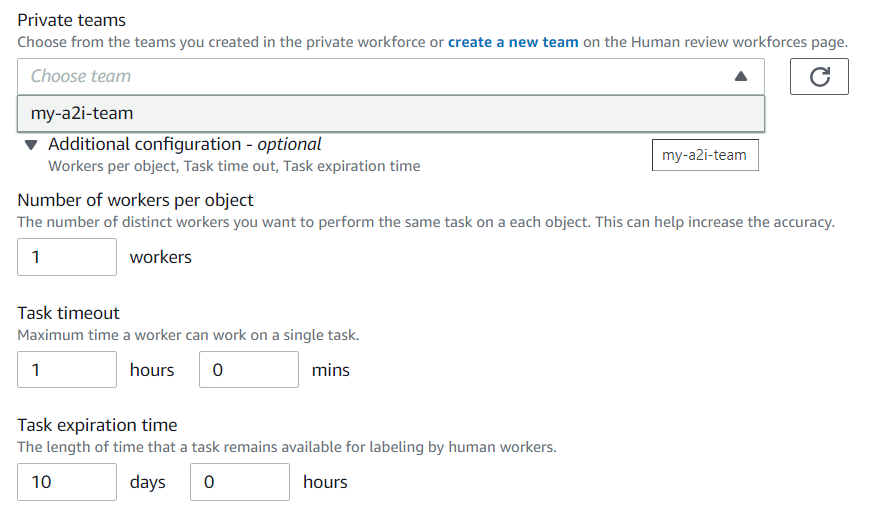 Private teams
Choose from the teams you created in the private workforce or create a new team on the Human review workforces page.
Choose team
my-a2i-team
Additional configuration - optional
Workers per object, Task time out, Task expiration time
my-a2i-team
Number of workers per object
The number of distinct workers you want to perform the same task on a each object. This can help increase the accuracy.
1 workers
Task timeout
Maximum time a worker can work on a single task.
1 hours 0 mins
Task expiration time
The length of time that a task remains available for labeling by human workers.
10 days 0 hours